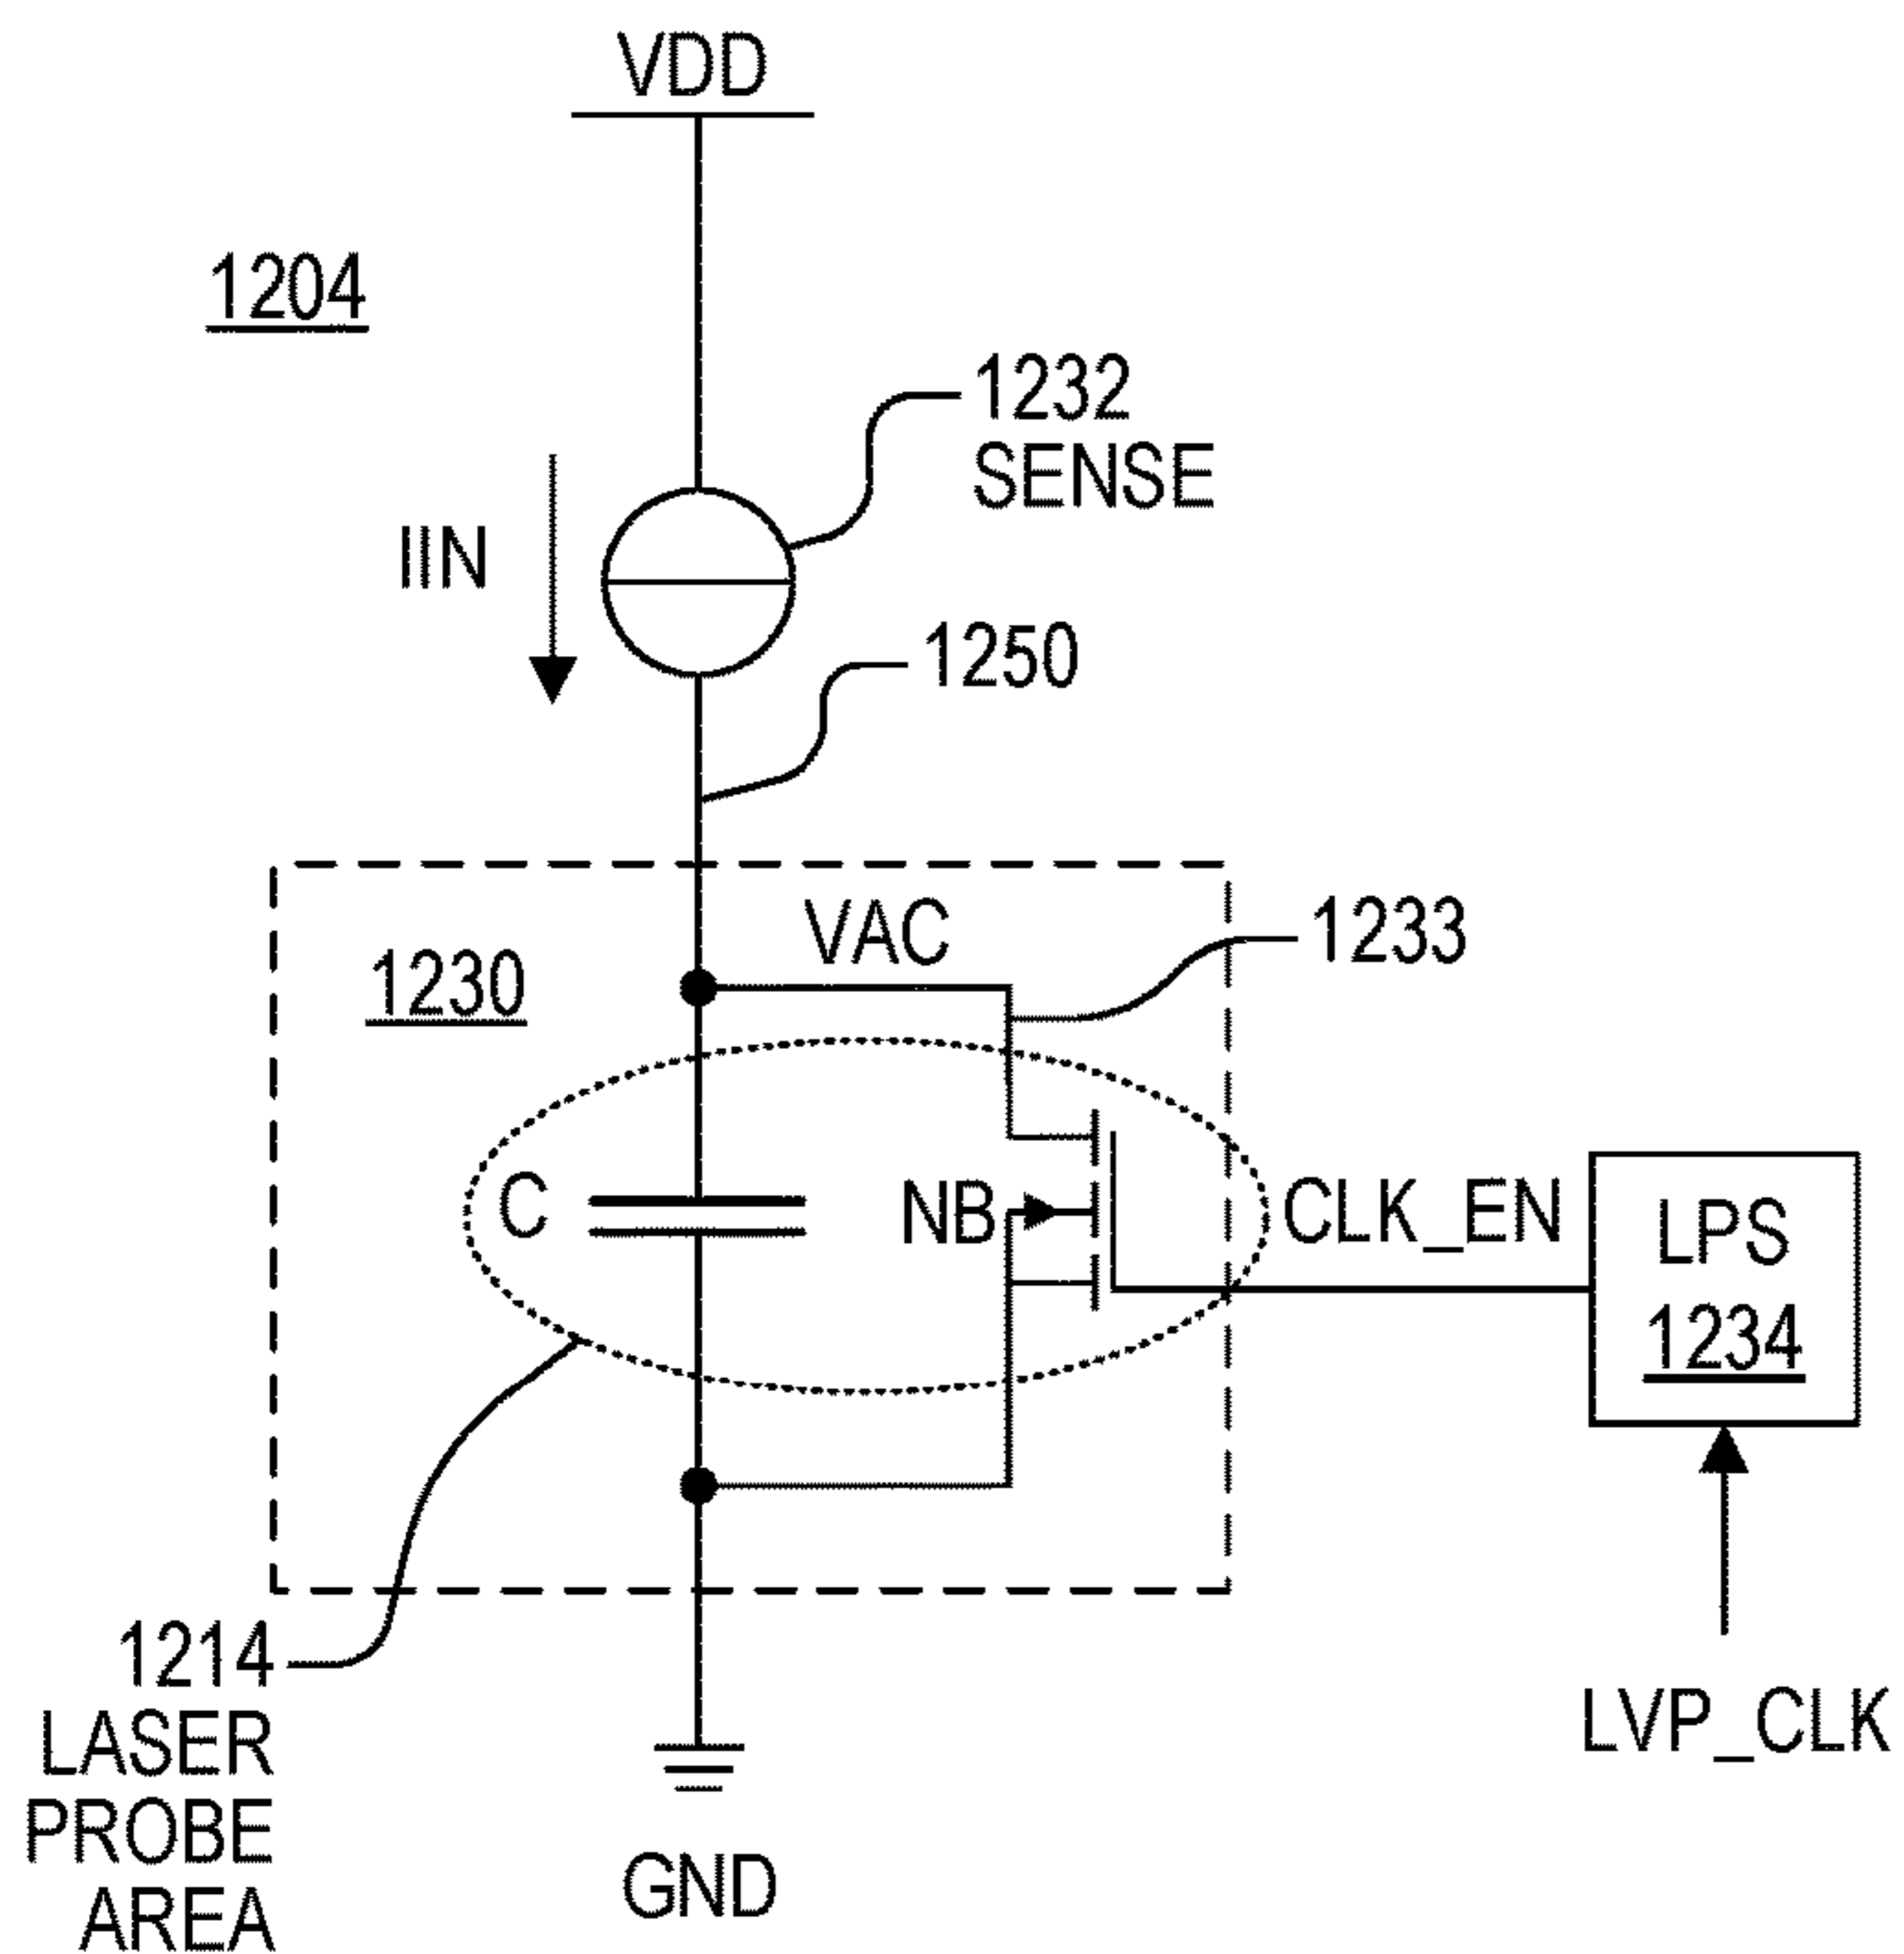 VDD
1204
1232
SENSE
IIN
1250
VAC
1233
1230
C
NB
CLK_EN
LPS
1234
1214
LASER
PROBE
AREA
LVP_CLK
GND